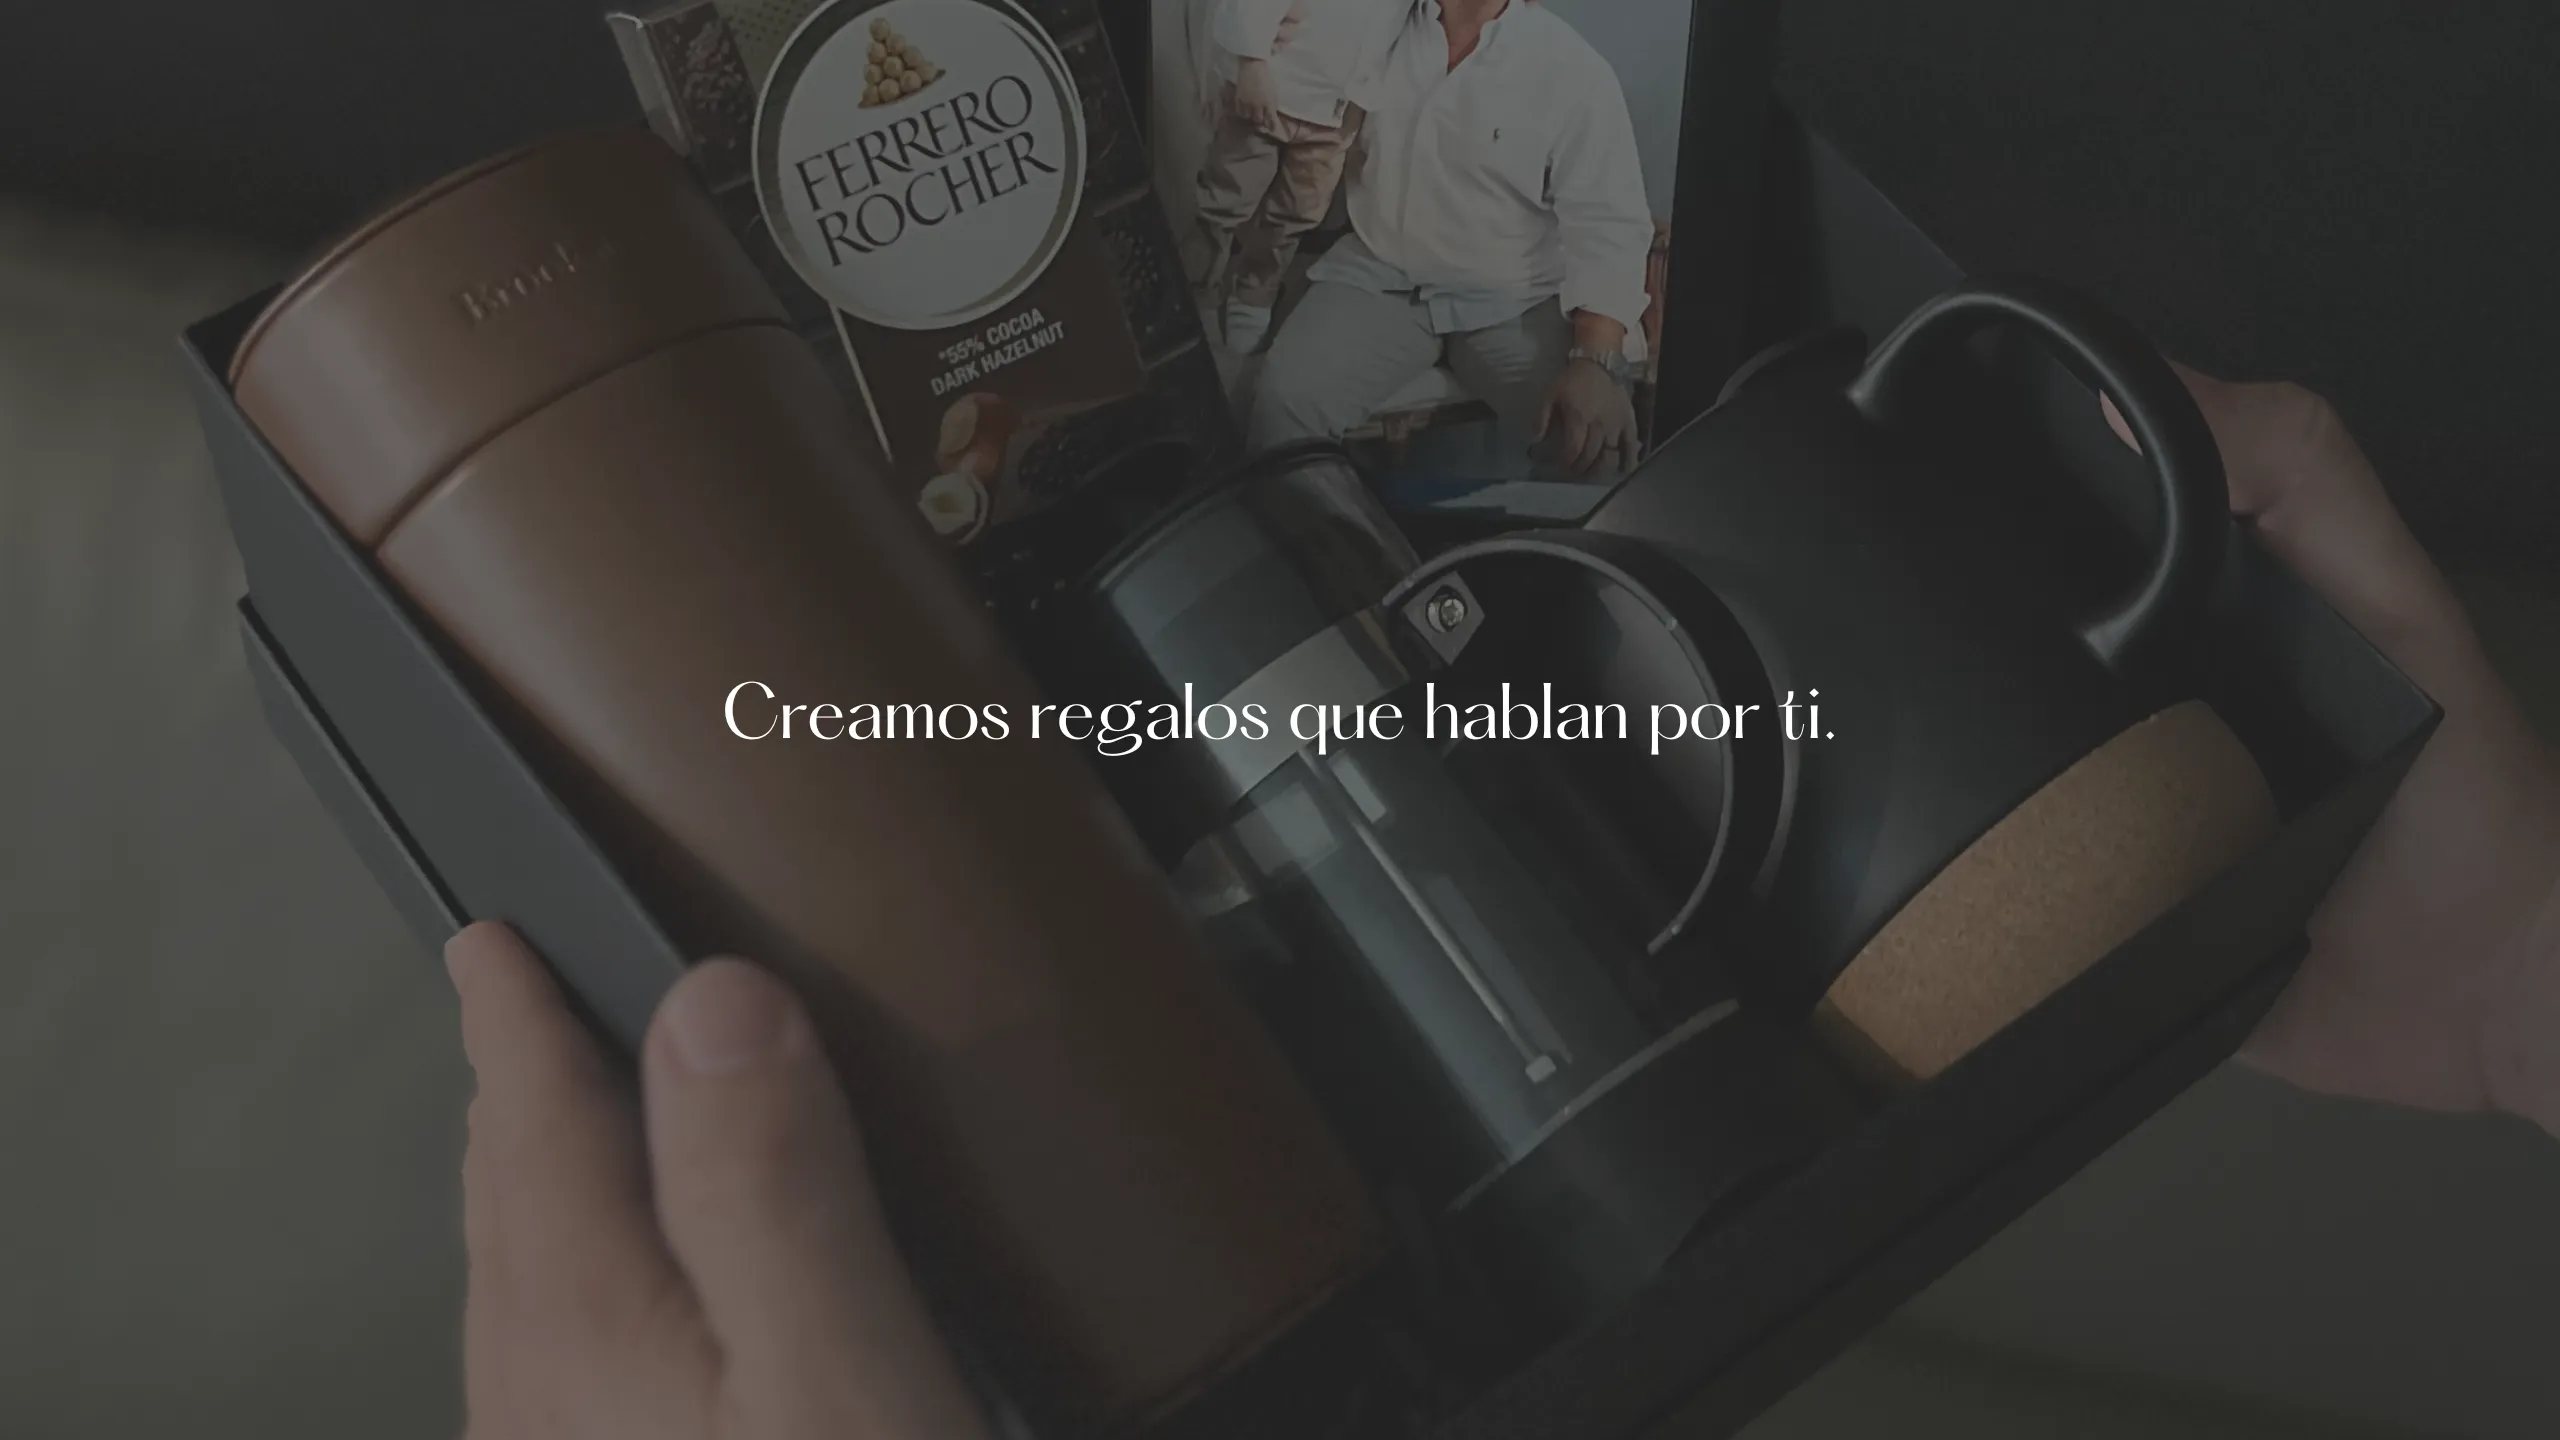 FERRERO
ROCHER
*55% COCOA
DARK HAZELNUT
Creamos regalos que hablan por ti.